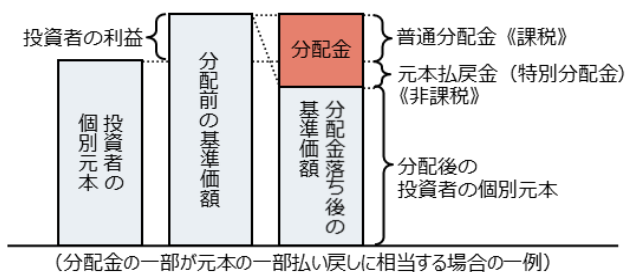 投資者の利益
投資者の
個別元本
分配前の基準価額
分配金
分配金落ち後の
基準価額
普通分配金《課税》
元本払戻金（特別分配金）
《非課税》
分配後の
投資者の個別元本
（分配金の一部が元本の一部払い戻しに相当する場合の一例）